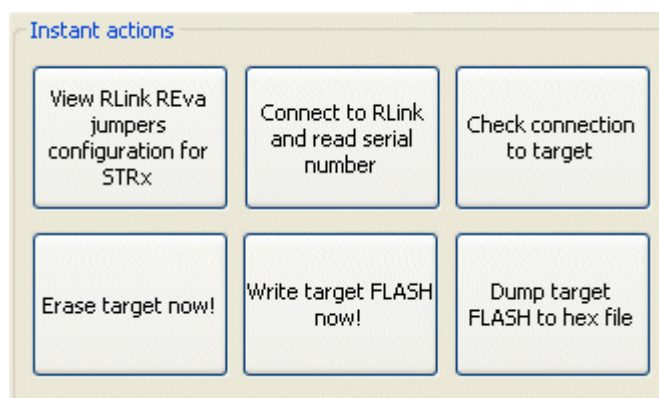 Instant actions
View RLink REva
jumpers
configuration for
STRx
Connect to RLink
and read serial
number
Check connection
to target
Erase target now!
Write target FLASH
now!
Dump target
FLASH to hex file